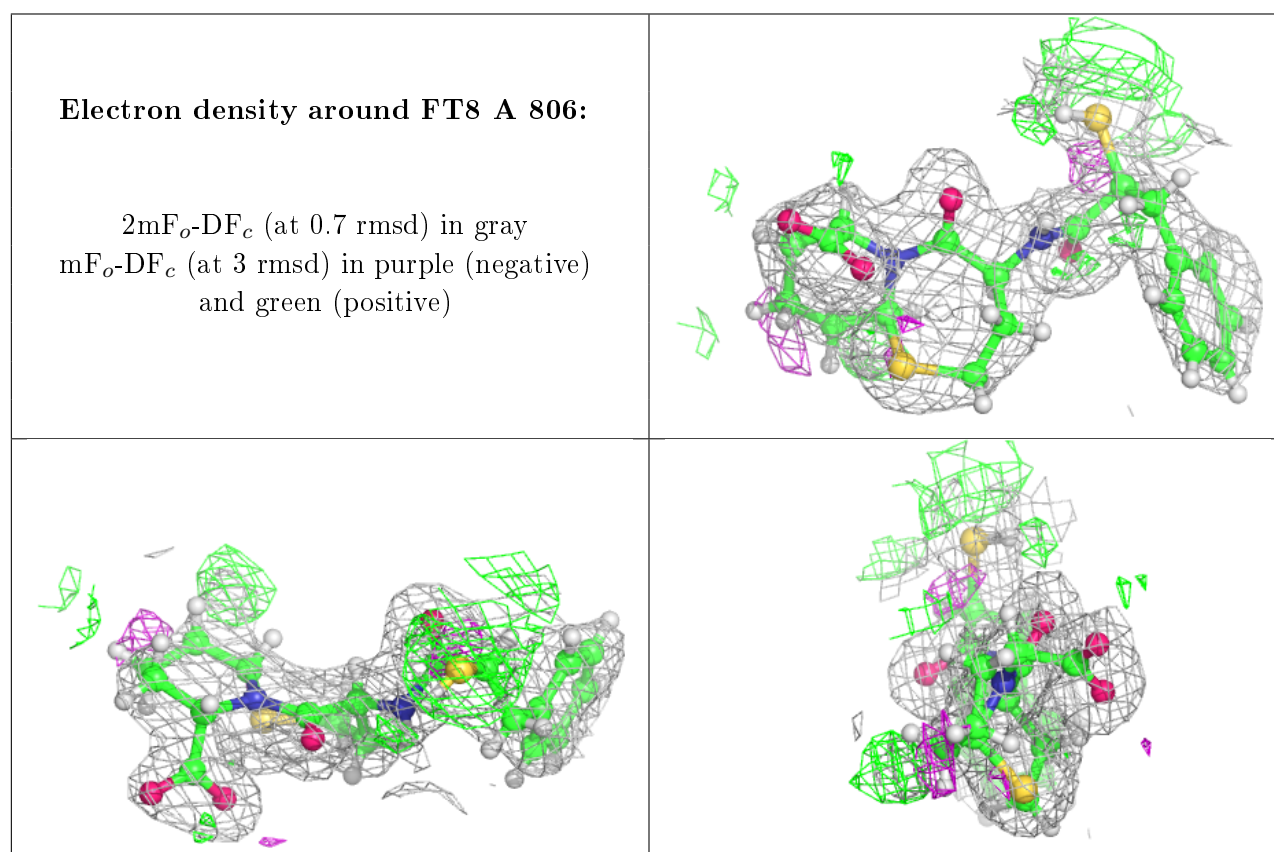 Electron density around FT8 A 806:
2mFo-DFc (at 0.7 rmsd) in gray
mFo-DFc (at 3 rmsd) in purple (negative)
and green (positive)